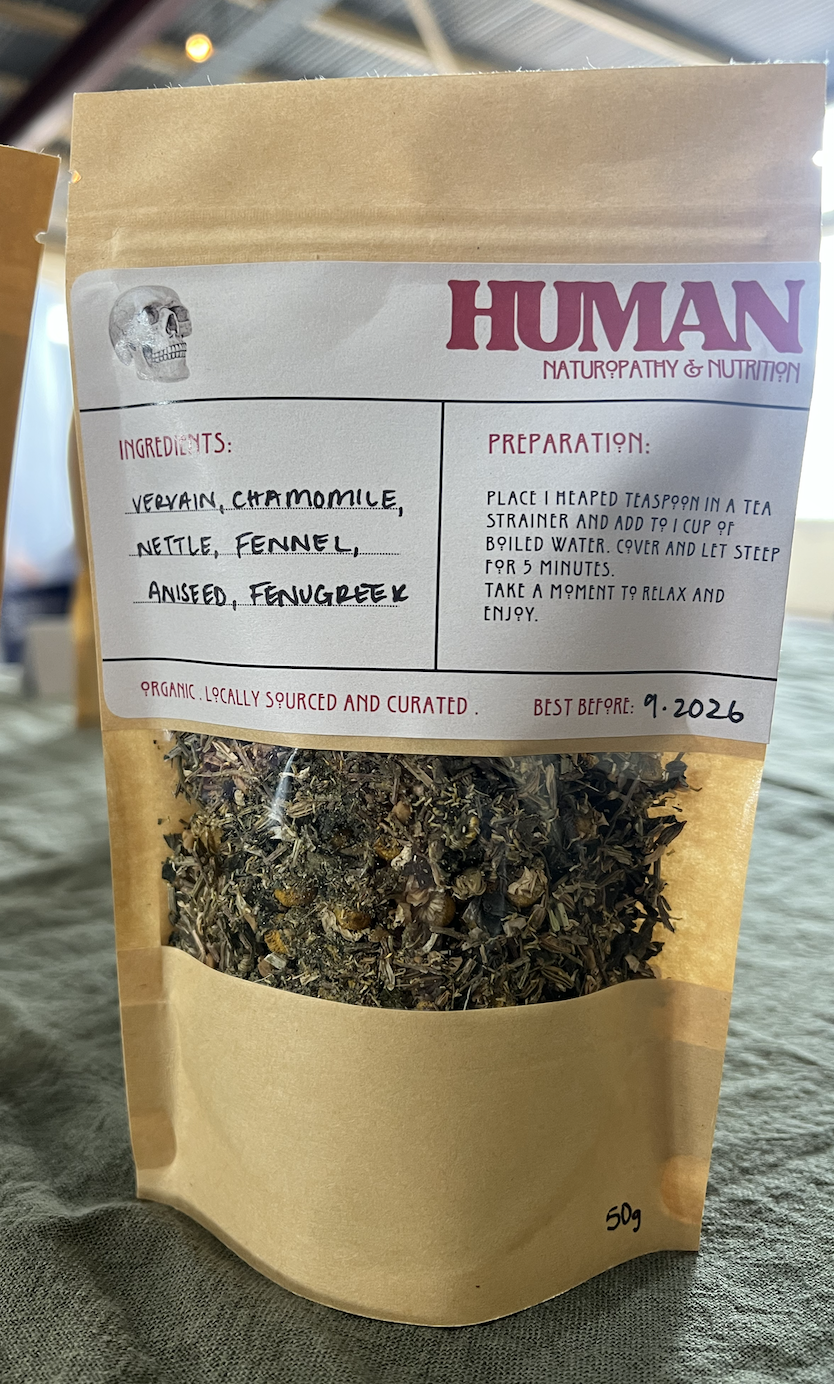 HUMAN
NATUROPATHY & NUTRITION
INGREDIENTS:
VERVAIN, CHAMOMILE,
NETTLE, FENNEL,
ANISEED, FENUGREEK
PREPARATION:
PLACE 1 HEAPED TEASPOON IN A TEA
STRAINER AND ADD TO 1 CUP OF
BOILED WATER. COVER AND LET STEEP
FOR 5 MINUTES.
TAKE A MOMENT TO RELAX AND
ENJOY.
ORGANIC . LOCALLY SOURCED AND CURATED .
BEST BEFORE: 9.2026
50g